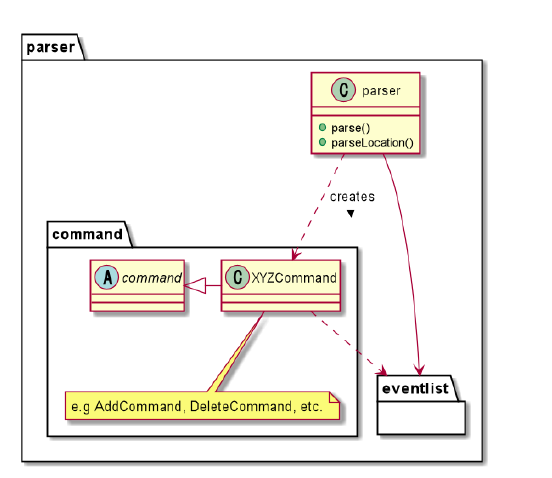 parser
C parser
parse()
parseLocation()
creates
command
A command
C XYZCommand
eventlist
e.g AddCommand, DeleteCommand, etc.